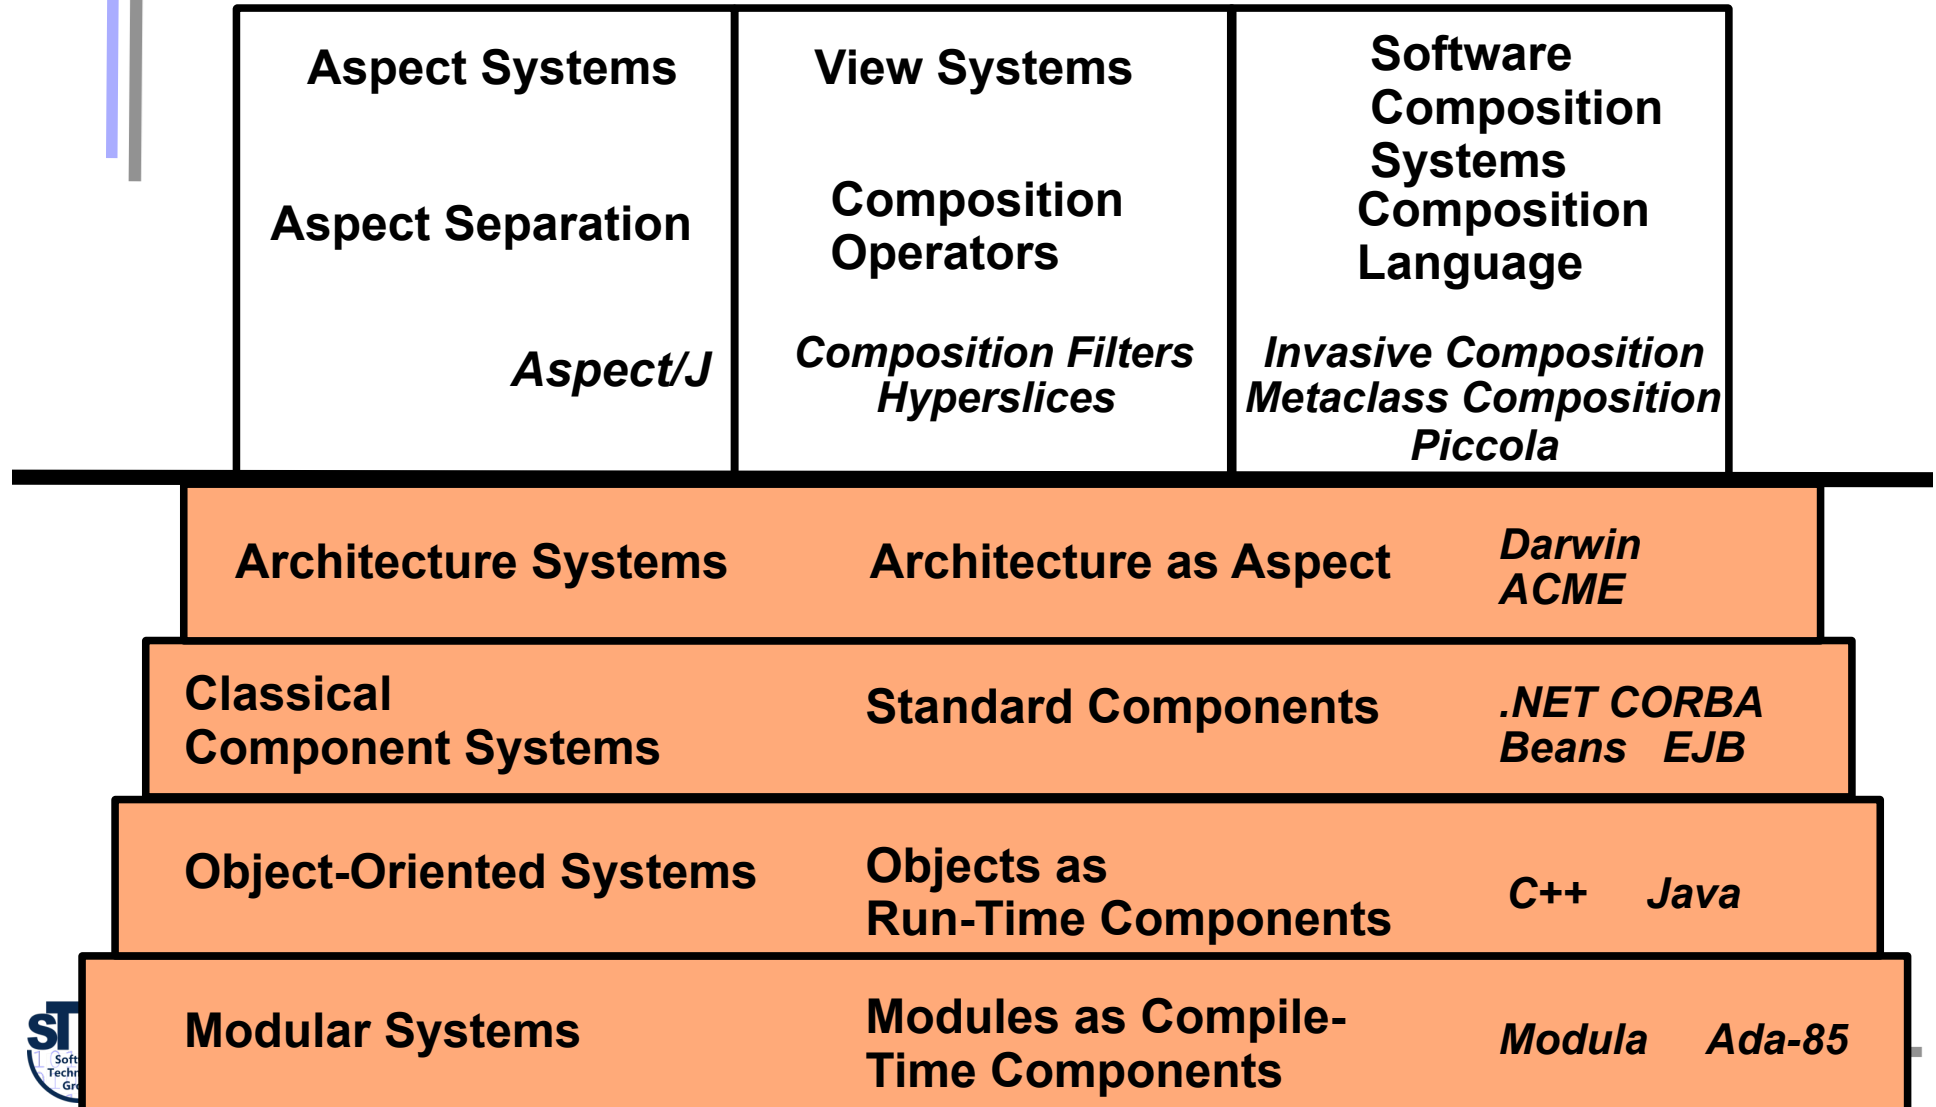 Aspect Systems
Aspect Separation
Aspect/J
View Systems
Composition
Operators
Composition Filters
Hyperslices
Software
Composition
Systems
Composition
Language
Invasive Composition
Metaclass Composition
Piccola
Architecture Systems
Architecture as Aspect
Darwin
ACME
Classical
Component Systems
Standard Components
.NET CORBA
Beans EJB
Object-Oriented Systems
Objects as
Run-Time Components
C++ Java
Modular Systems
Modules as Compile-
Time Components
Modula Ada-85
ST